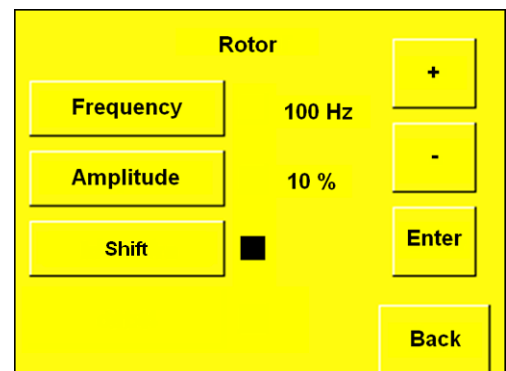 Rotor
+
Frequency
100 Hz
-
Amplitude
10 %
Shift
Enter
Back